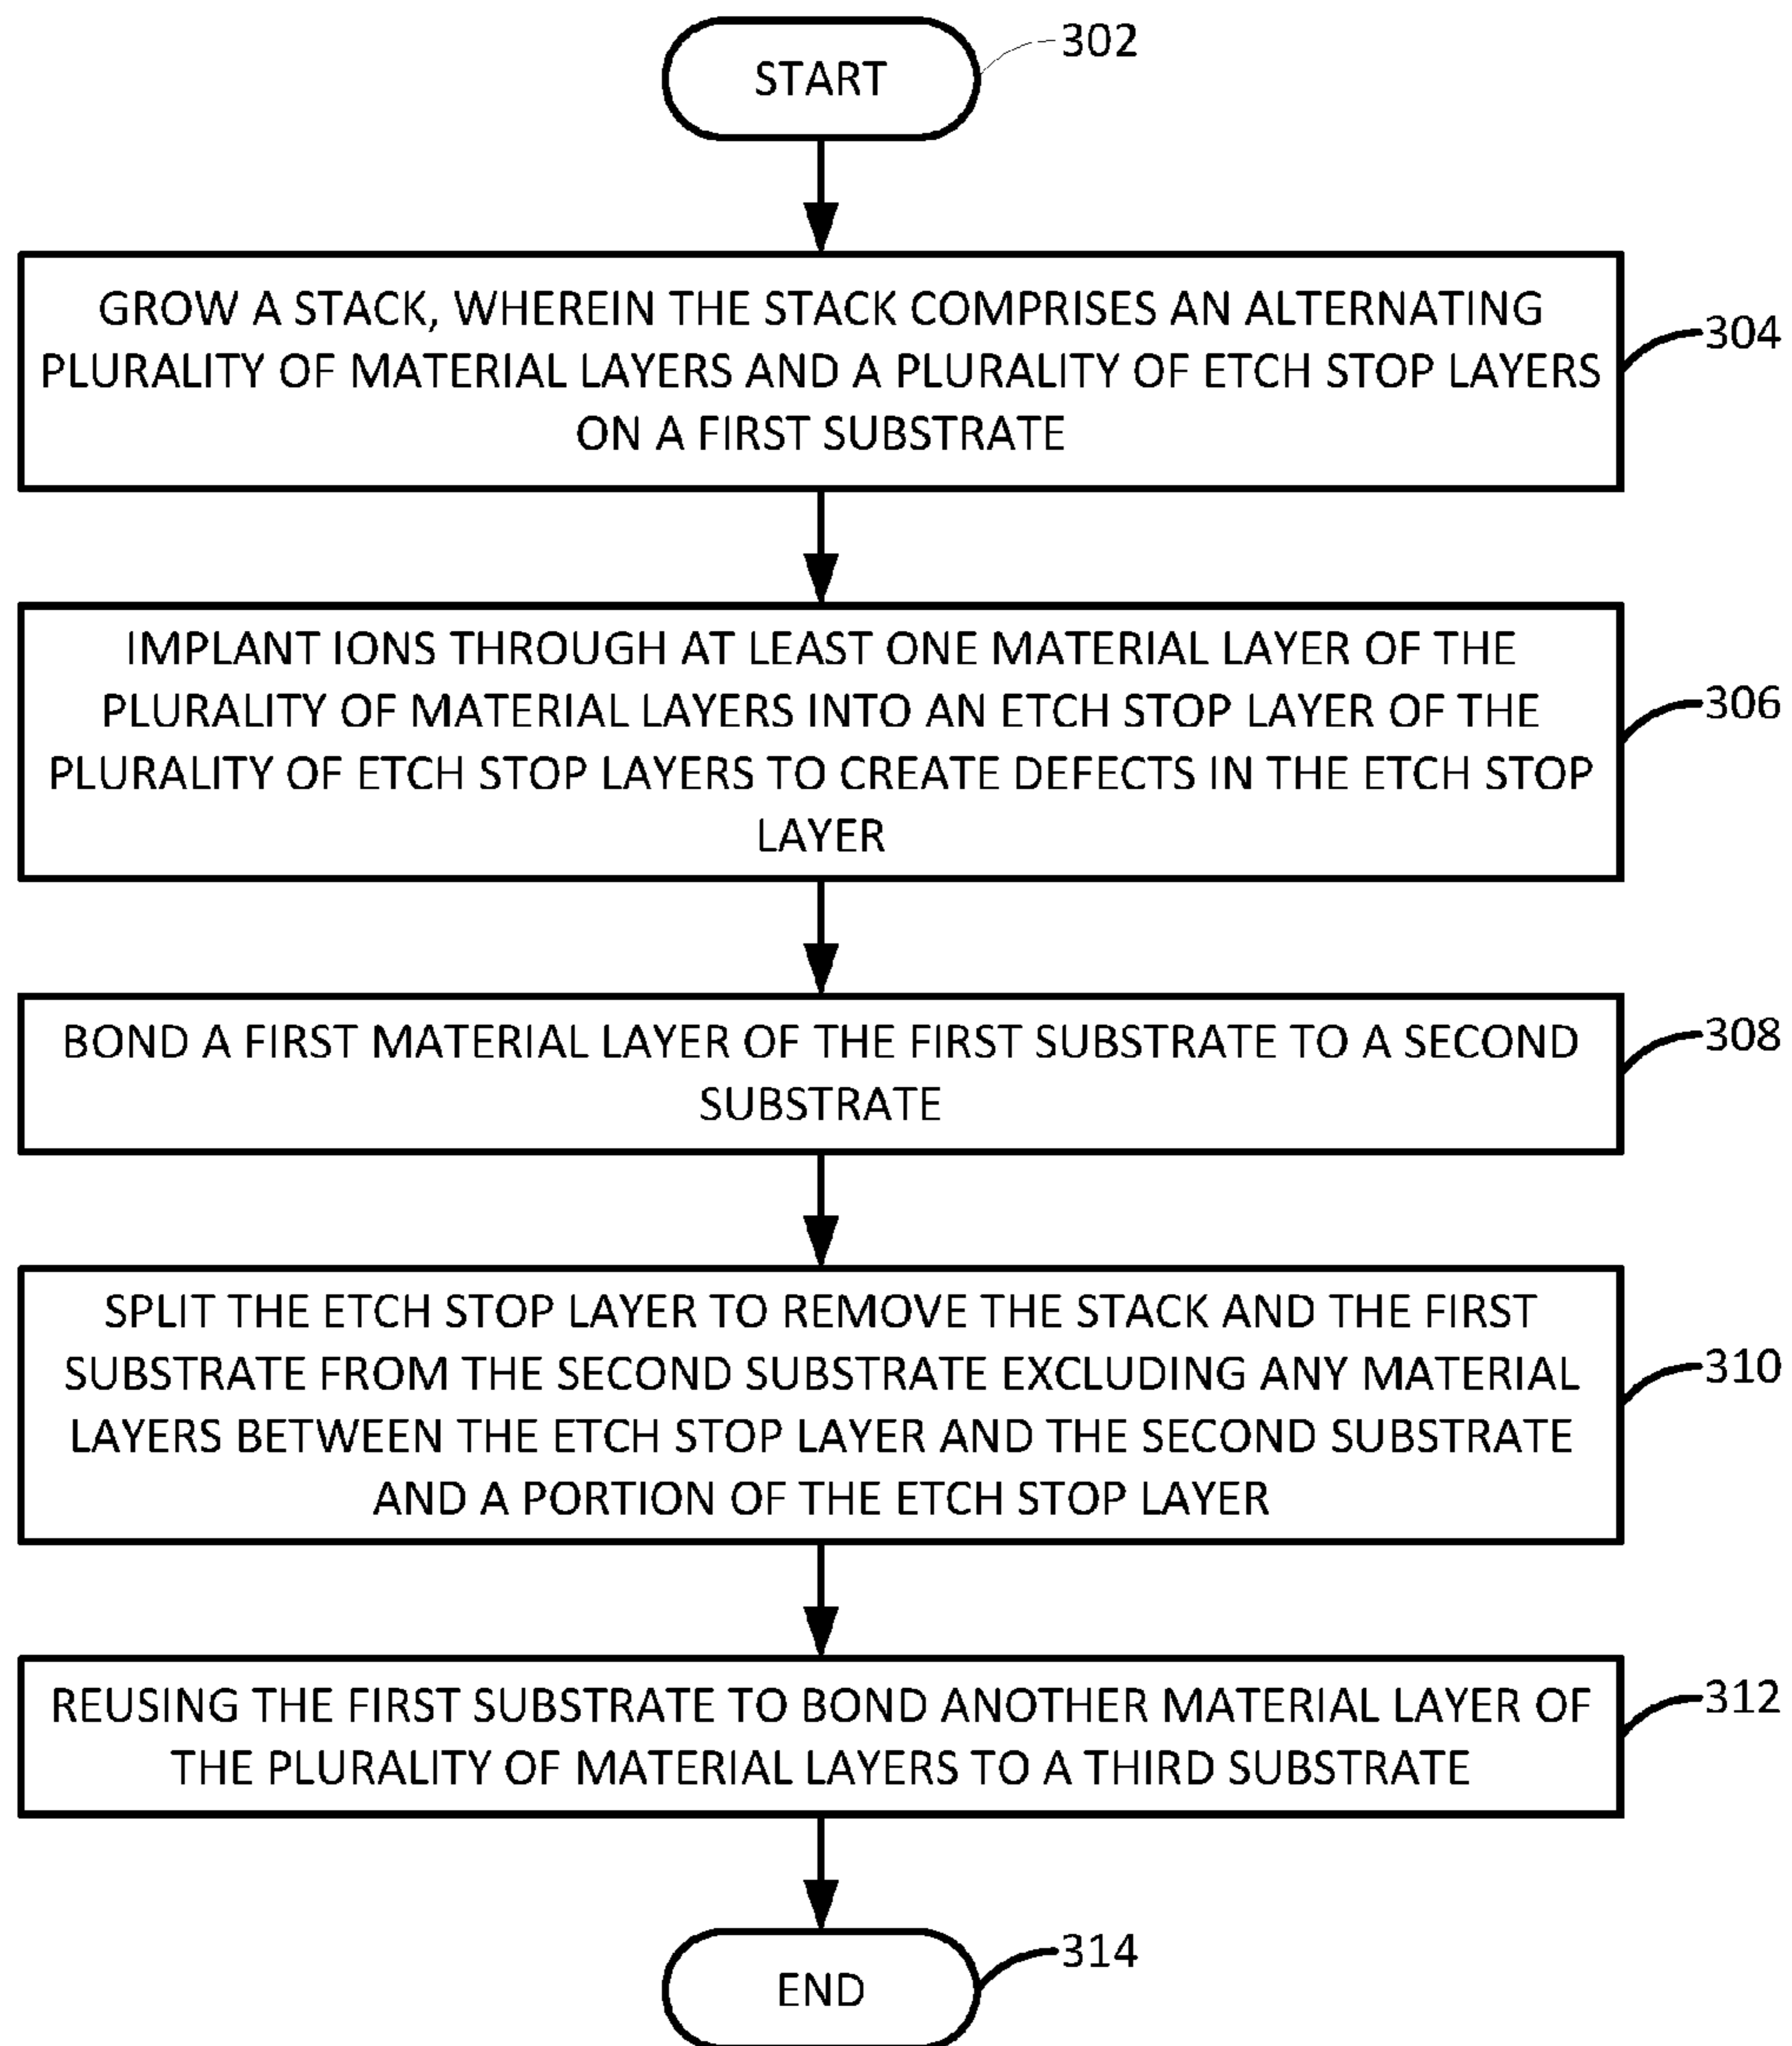 START
302
GROW A STACK, WHEREIN THE STACK COMPRISES AN ALTERNATING
PLURALITY OF MATERIAL LAYERS AND A PLURALITY OF ETCH STOP LAYERS
ON A FIRST SUBSTRATE
304
IMPLANT IONS THROUGH AT LEAST ONE MATERIAL LAYER OF THE
PLURALITY OF MATERIAL LAYERS INTO AN ETCH STOP LAYER OF THE
PLURALITY OF ETCH STOP LAYERS TO CREATE DEFECTS IN THE ETCH STOP
LAYER
306
BOND A FIRST MATERIAL LAYER OF THE FIRST SUBSTRATE TO A SECOND
SUBSTRATE
308
SPLIT THE ETCH STOP LAYER TO REMOVE THE STACK AND THE FIRST
SUBSTRATE FROM THE SECOND SUBSTRATE EXCLUDING ANY MATERIAL
LAYERS BETWEEN THE ETCH STOP LAYER AND THE SECOND SUBSTRATE
AND A PORTION OF THE ETCH STOP LAYER
310
REUSING THE FIRST SUBSTRATE TO BOND ANOTHER MATERIAL LAYER OF
THE PLURALITY OF MATERIAL LAYERS TO A THIRD SUBSTRATE
312
END
314